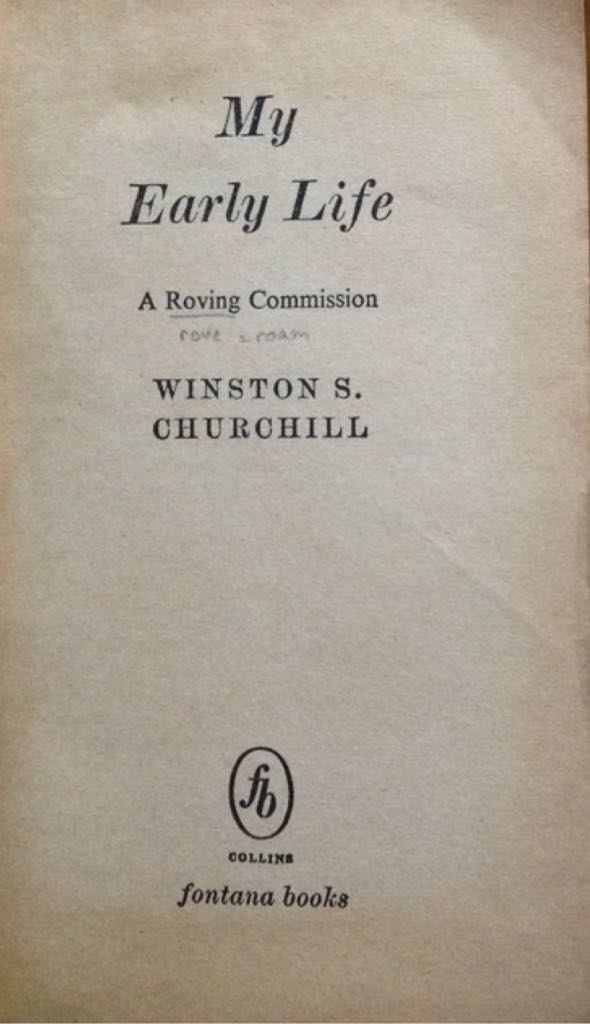 My
Early Life
A Roving Commission
rove = roam
WINSTON S.
CHURCHILL
fb
COLLINS
fontana books